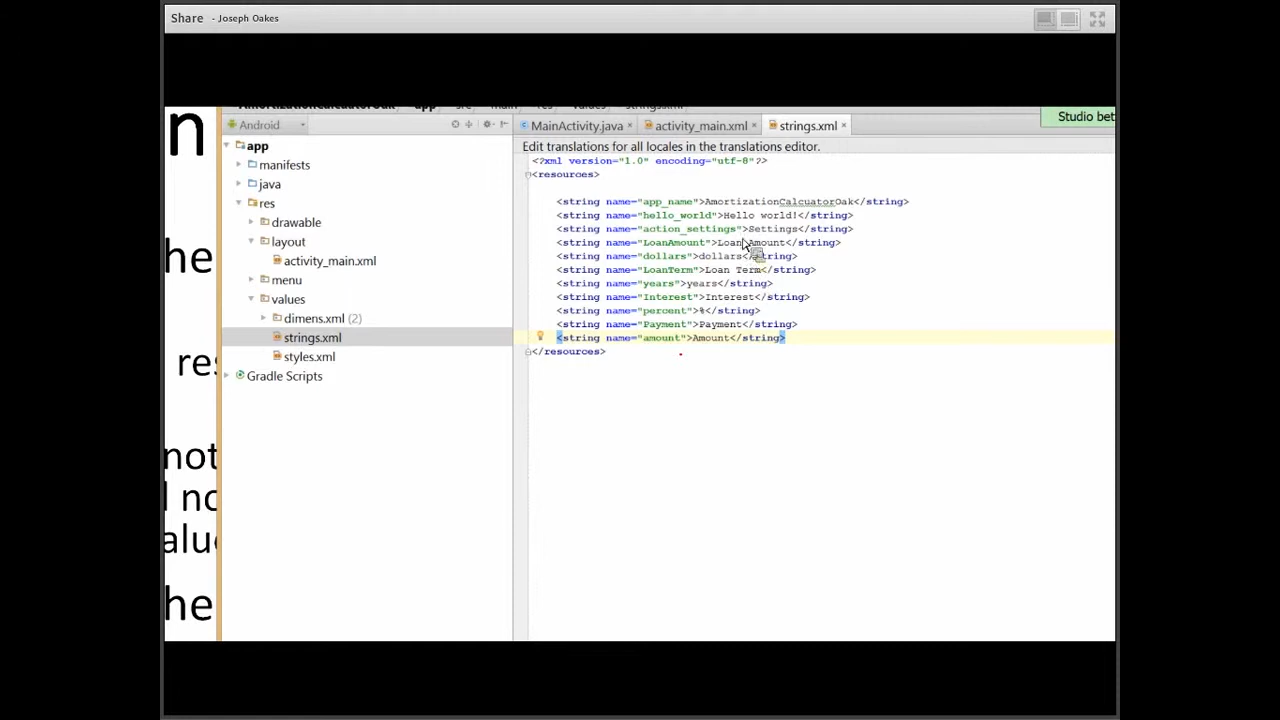 Share - Joseph Oakes
n
he
res
not
no
alu
he
Android
app
manifests
java
res
drawable
layout
activity_main.xml
menu
values
dimens.xml (2)
strings.xml
styles.xml
Gradle Scripts
MainActivity.java
activity_main.xml
strings.xml
Studio bet
Edit translations for all locales in the translations editor.
<?xml version="1.0" encoding="utf-8"?>
<resources>
<string name="app_name">AmortizationCalcuatorOak</string>
<string name="hello_world">Hello world!</string>
<string name="action_settings">Settings</string>
<string name="LoanAmount">Loan Amount</string>
<string name="dollars">dollars</string>
<string name="LoanTerm">Loan Term</string>
<string name="years">years</string>
<string name="Interest">Interest</string>
<string name="percent">%</string>
<string name="Payment">Payment</string>
<string name="amount">Amount</string>
</resources>